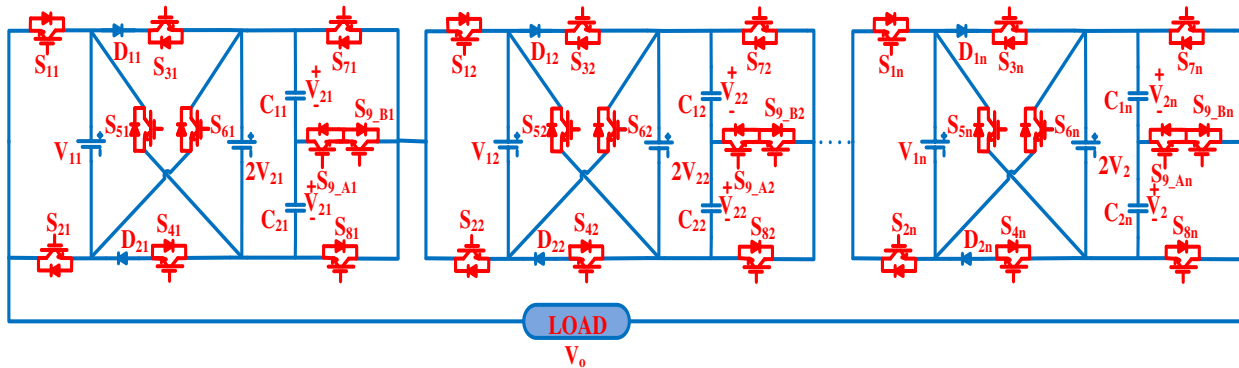 S11 D11 S31 S71 S12 D12 S32 S72 S1n D1n S3n S7n
C11 + V21 - S9_B1 C12 + V22 - S9_B2 C1n + V2n - S9_Bn
V11 S51 S61 2V21 V12 S52 S62 2V22 ..... V1n S5n S6n 2V2
S9_A1 S9_A2 S9_An
S21 D21 S41 C21 + V21 - S81 S22 D22 S42 C22 + V22 - S82 S2n D2n S4n C2n + V2 - S8n
LOAD
Vo